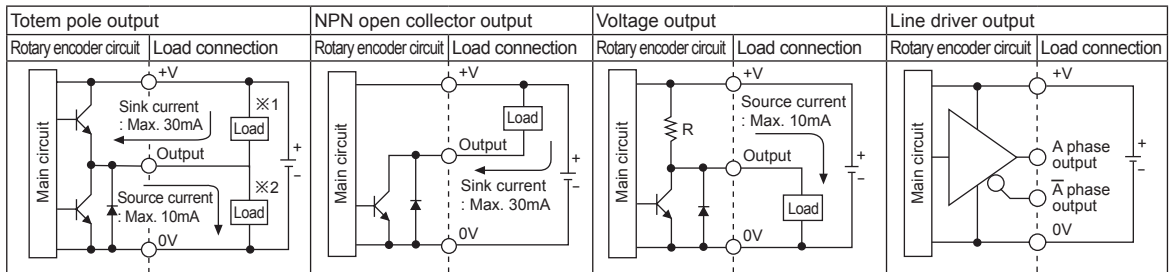 Totem pole output
Rotary encoder circuit
Load connection
Main circuit
+V
Sink current
: Max. 30mA
※1
Load
Output
Source current
: Max. 10mA
※2
Load
0V
+
−
NPN open collector output
Rotary encoder circuit
Load connection
Main circuit
+V
Load
Output
Sink current
: Max. 30mA
0V
+
−
Voltage output
Rotary encoder circuit
Load connection
Main circuit
+V
Source current
: Max. 10mA
R
Output
Load
0V
+
−
Line driver output
Rotary encoder circuit
Load connection
Main circuit
+V
A phase
output
A̅ phase
output
0V
+
−